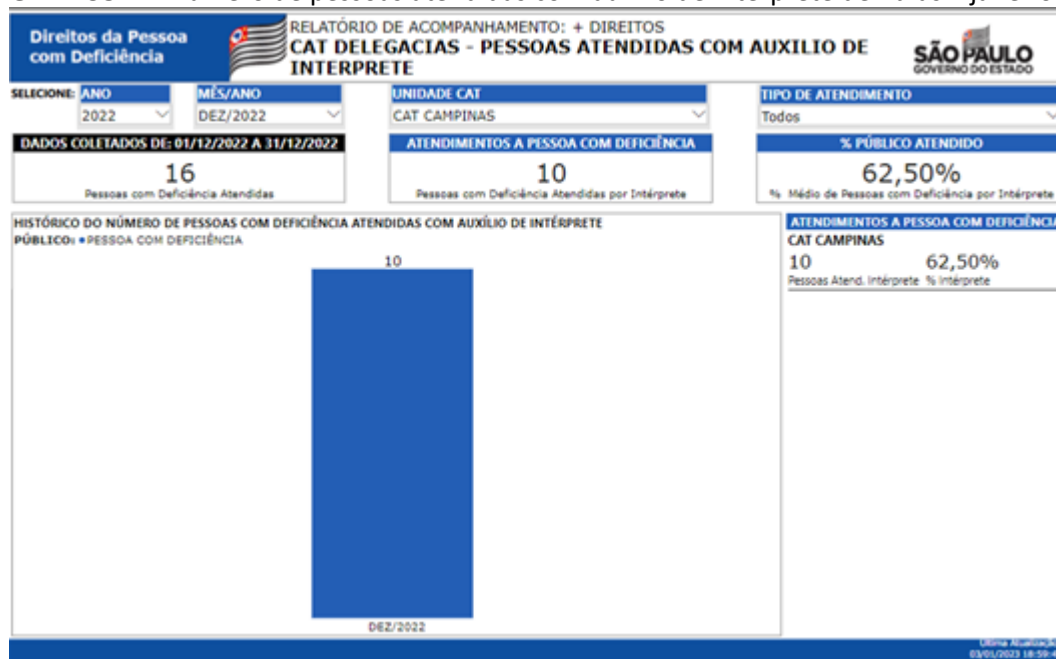 Direitos da Pessoa
com Deficiência
RELATÓRIO DE ACOMPANHAMENTO: + DIREITOS
CAT DELEGACIAS - PESSOAS ATENDIDAS COM AUXILIO DE
INTERPRETE
SÃO PAULO
GOVERNO DO ESTADO
SELECIONE: ANO
MÊS/ANO
UNIDADE CAT
TIPO DE ATENDIMENTO
2022
DEZ/2022
CAT CAMPINAS
Todos
DADOS COLETADOS DE: 01/12/2022 A 31/12/2022
ATENDIMENTOS A PESSOA COM DEFICIÊNCIA
% PÚBLICO ATENDIDO
16
10
62,50%
Pessoas com Deficiência Atendidas
Pessoas com Deficiência Atendidas por Intérprete
% Médio de Pessoas com Deficiência por Intérprete
HISTÓRICO DO NÚMERO DE PESSOAS COM DEFICIÊNCIA ATENDIDAS COM AUXÍLIO DE INTÉRPRETE
PÚBLICO: PESSOA COM DEFICIÊNCIA
10
DEZ/2022
ATENDIMENTOS A PESSOA COM DEFICIÊNCIA
CAT CAMPINAS
10 62,50%
Pessoas Atend. Intérprete % Intérprete
Última Atualização
03/01/2023 18:59:4